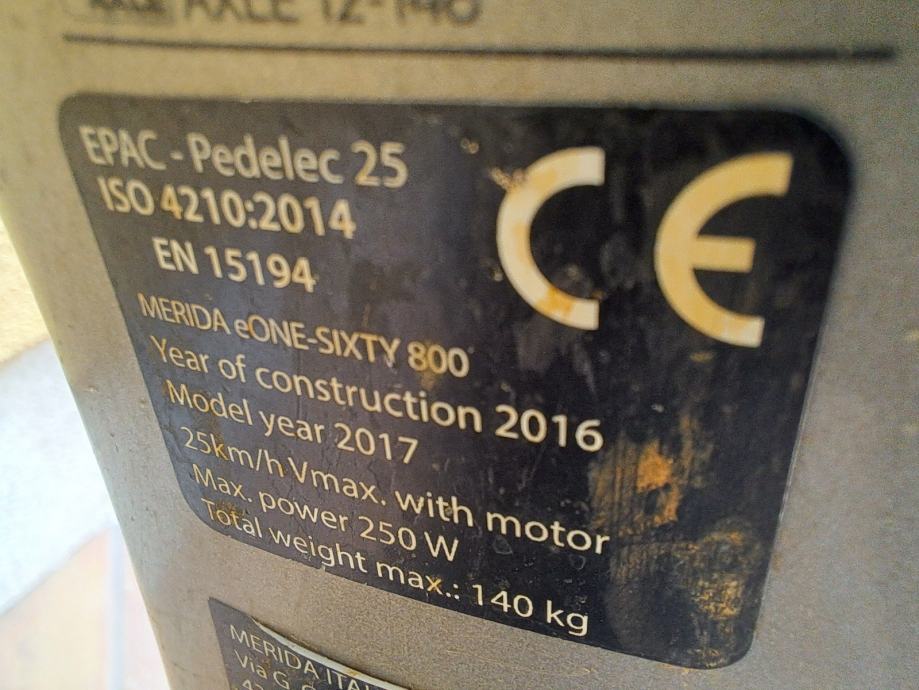 AXLE 12-148
EPAC - Pedelec 25
ISO 4210:2014
EN 15194
CE
MERIDA eONE-SIXTY 800
Year of construction 2016
Model year 2017
25km/h Vmax. with motor
Max. power 250 W
Total weight max.: 140 kg
MERIDA
Via G.